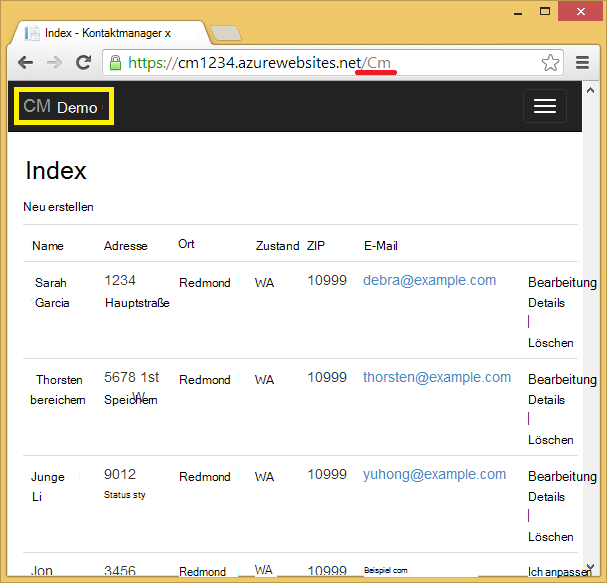 Index - Kontaktmanager x
https://cm1234.azurewebsites.net/Cm
CM Demo
Index
Neu erstellen
Name Adresse Ort Zustand ZIP E-Mail
Sarah Garcia 1234 Hauptstraße Redmond WA 10999 debra@example.com Bearbeitung
Details
|
Löschen
Thorsten bereichern 5678 1st W Speichern Redmond WA 10999 thorsten@example.com Bearbeitung
Details
|
Löschen
Junge Li 9012 Status sty Redmond WA 10999 yuhong@example.com Bearbeitung
Details
|
Löschen
Jon 3456 Redmond WA 10999 Beispiel com Ich anpassen